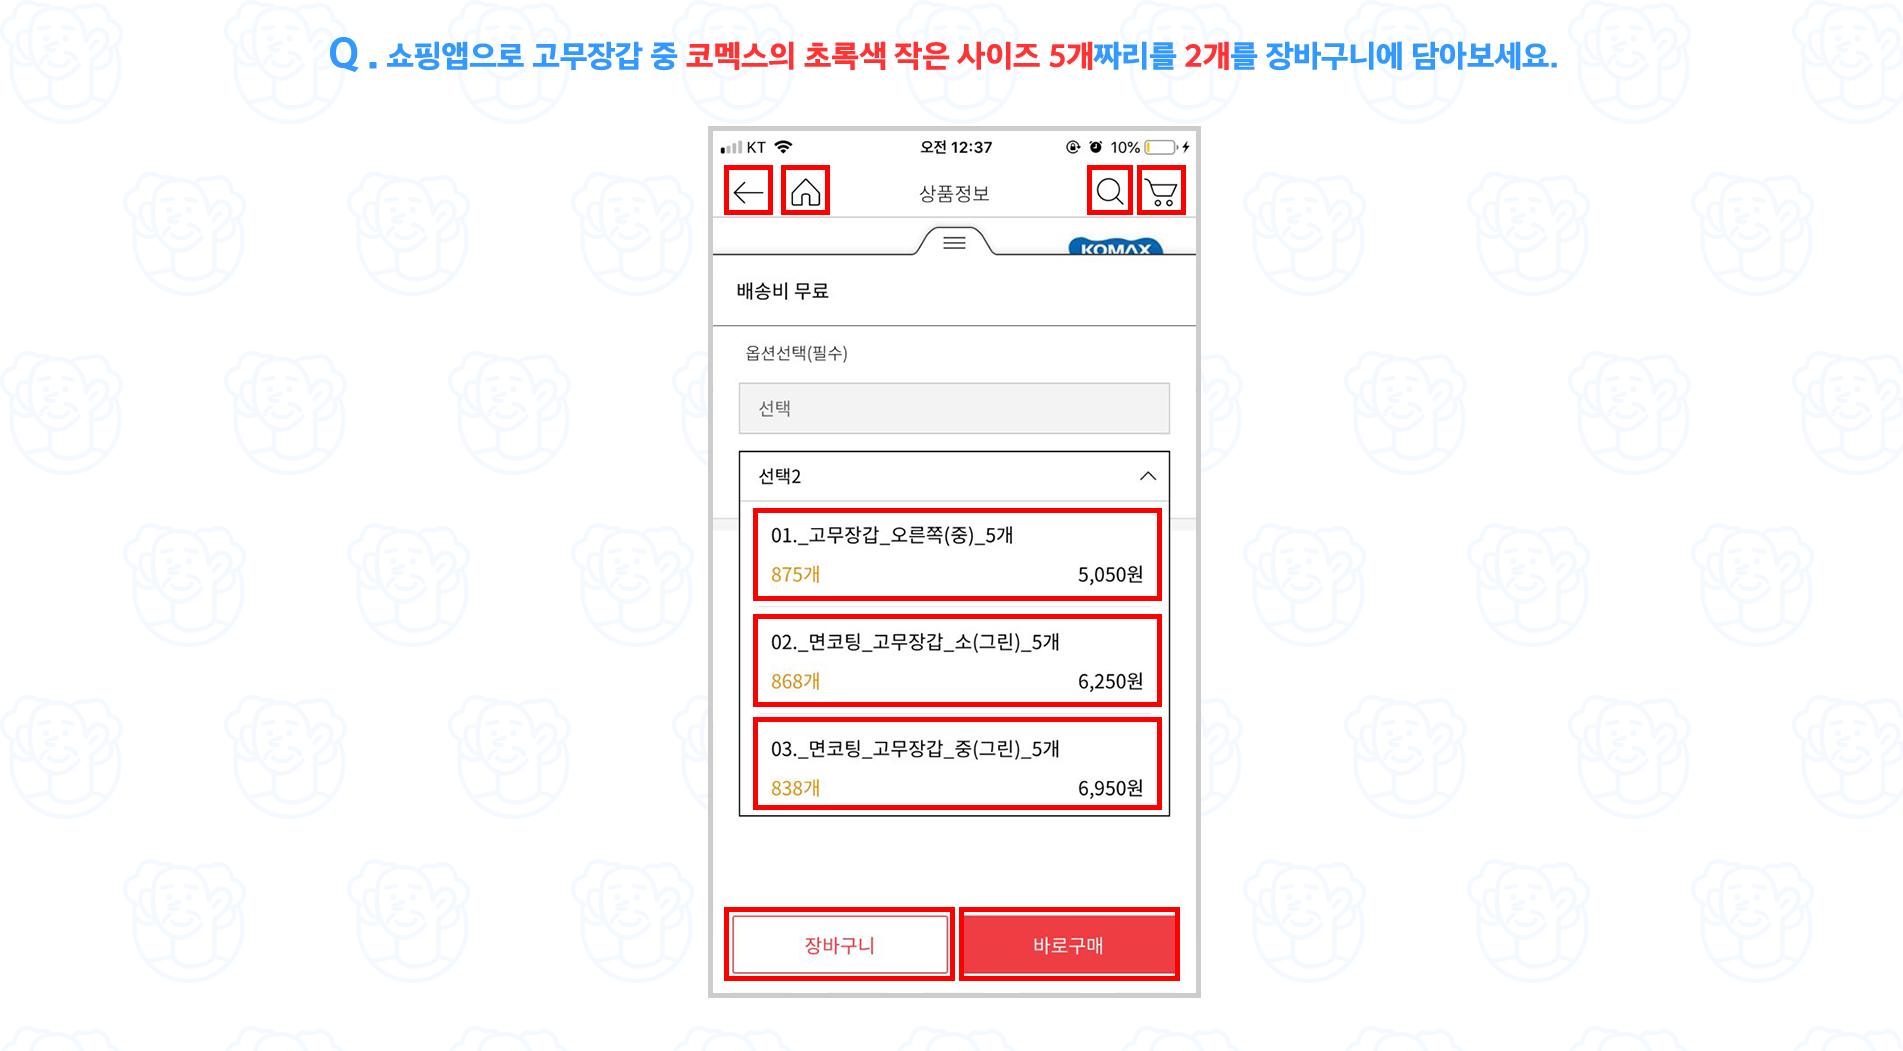 Q . 쇼핑앱으로 고무장갑 중 코멕스의 초록색 작은 사이즈 5개짜리를 2개를 장바구니에 담아보세요.
KT 오전 12:37 10%
상품정보
KOMAX
배송비 무료
옵션선택(필수)
선택
선택2
01._고무장갑_오른쪽(중)_5개
875개 5,050원
02._면코팅_고무장갑_소(그린)_5개
868개 6,250원
03._면코팅_고무장갑_중(그린)_5개
838개 6,950원
장바구니 바로구매